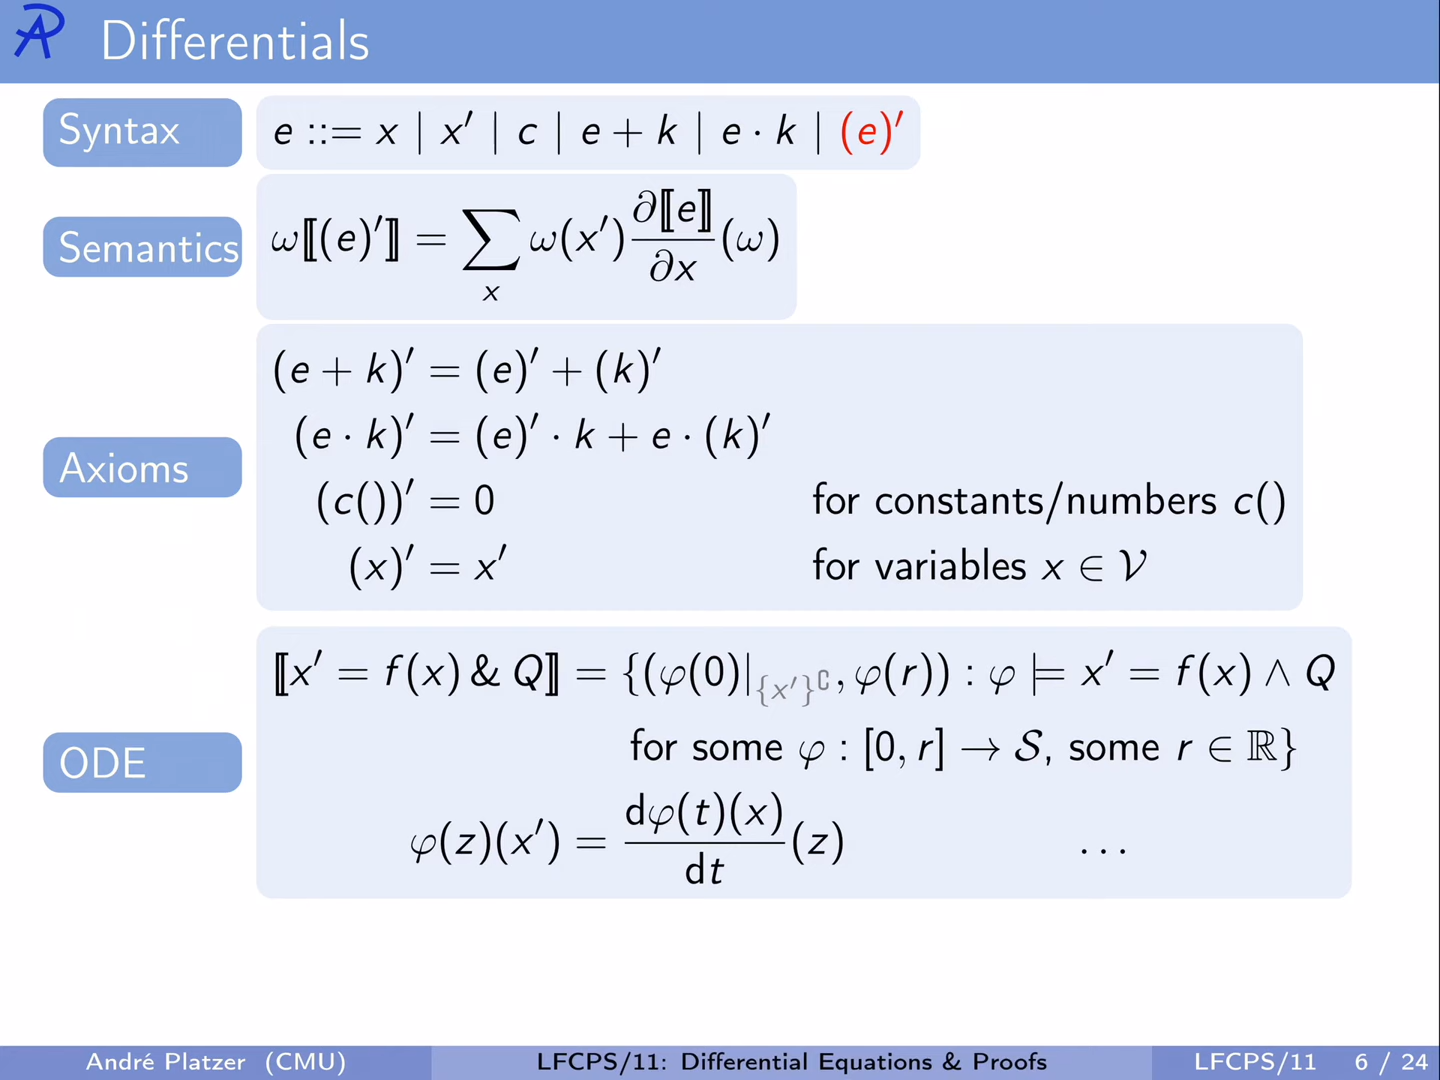 Differentials
Syntax
e ::= x | x′ | c | e + k | e · k | (e)′
Semantics
ω⟦(e)′⟧ = ∑ₓ ω(x′) ∂⟦e⟧/∂x (ω)
Axioms
(e + k)′ = (e)′ + (k)′
(e · k)′ = (e)′ · k + e · (k)′
(c())′ = 0 for constants/numbers c()
(x)′ = x′ for variables x ∈ 𝒱
ODE
⟦x′ = f(x) & Q⟧ = {(φ(0)|_{x′}∁, φ(r)) : φ ⊨ x′ = f(x) ∧ Q
for some φ : [0, r] → 𝒮, some r ∈ ℝ}
φ(z)(x′) = dφ(t)(x)/dt (z) ...
André Platzer (CMU) LFCPS/11: Differential Equations & Proofs LFCPS/11 6 / 24